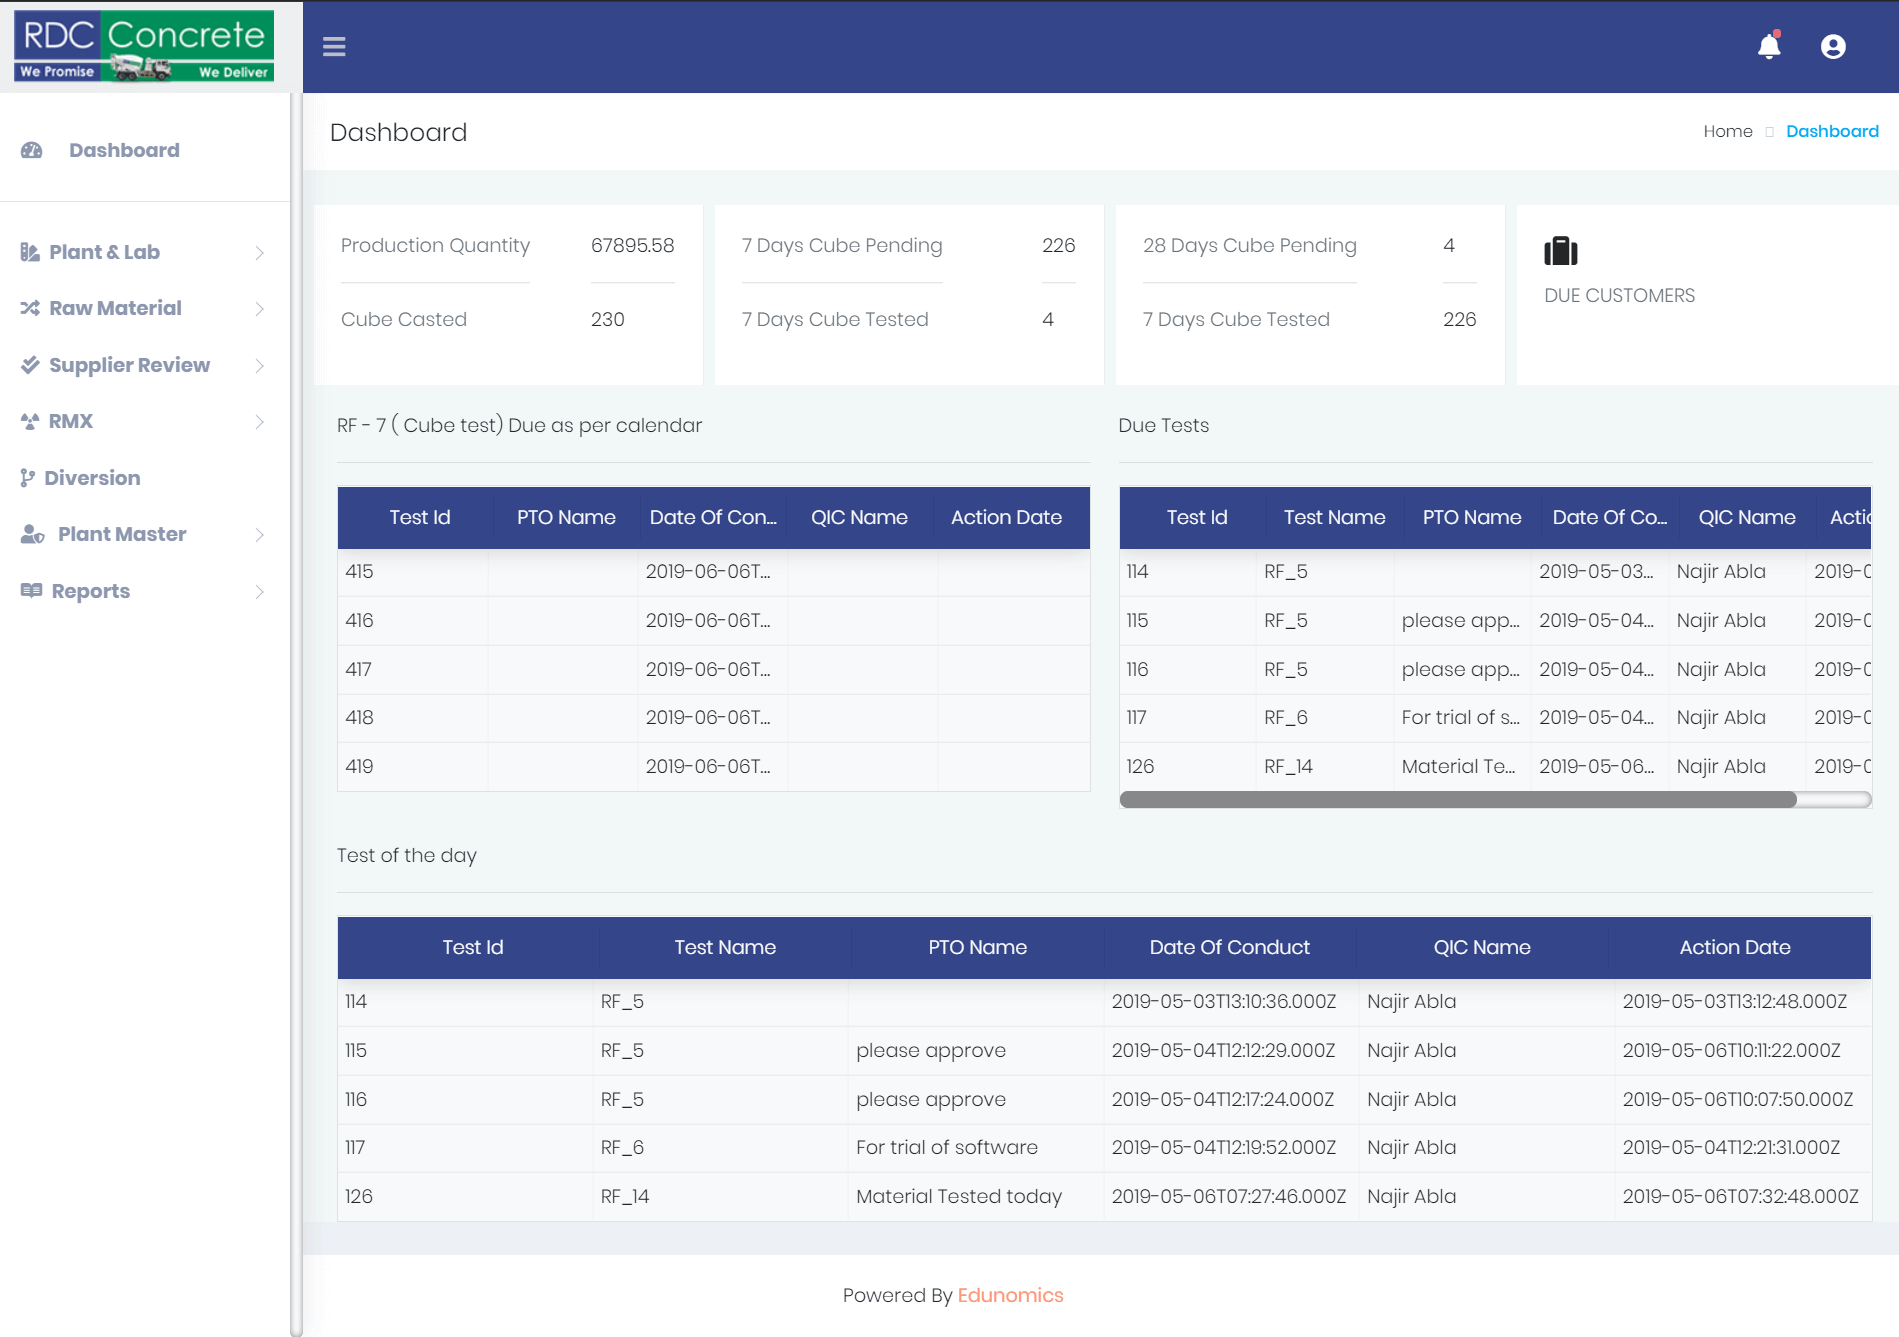 RDC Concrete
We Promise We Deliver
Dashboard
Plant & Lab
Raw Material
Supplier Review
RMX
Diversion
Plant Master
Reports
Dashboard
Home Dashboard
Production Quantity 67895.58
Cube Casted 230
7 Days Cube Pending 226
7 Days Cube Tested 4
28 Days Cube Pending 4
7 Days Cube Tested 226
DUE CUSTOMERS
RF - 7 ( Cube test) Due as per calendar
Test Id PTO Name Date Of Con... QIC Name Action Date
415 2019-06-06T...
416 2019-06-06T...
417 2019-06-06T...
418 2019-06-06T...
419 2019-06-06T...
Due Tests
Test Id Test Name PTO Name Date Of Co... QIC Name Actic
114 RF_5 2019-05-03... Najir Abla 2019-0
115 RF_5 please app... 2019-05-04... Najir Abla 2019-0
116 RF_5 please app... 2019-05-04... Najir Abla 2019-0
117 RF_6 For trial of s... 2019-05-04... Najir Abla 2019-0
126 RF_14 Material Te... 2019-05-06... Najir Abla 2019-0
Test of the day
Test Id Test Name PTO Name Date Of Conduct QIC Name Action Date
114 RF_5 2019-05-03T13:10:36.000Z Najir Abla 2019-05-03T13:12:48.000Z
115 RF_5 please approve 2019-05-04T12:12:29.000Z Najir Abla 2019-05-06T10:11:22.000Z
116 RF_5 please approve 2019-05-04T12:17:24.000Z Najir Abla 2019-05-06T10:07:50.000Z
117 RF_6 For trial of software 2019-05-04T12:19:52.000Z Najir Abla 2019-05-04T12:21:31.000Z
126 RF_14 Material Tested today 2019-05-06T07:27:46.000Z Najir Abla 2019-05-06T07:32:48.000Z
Powered By Edunomics